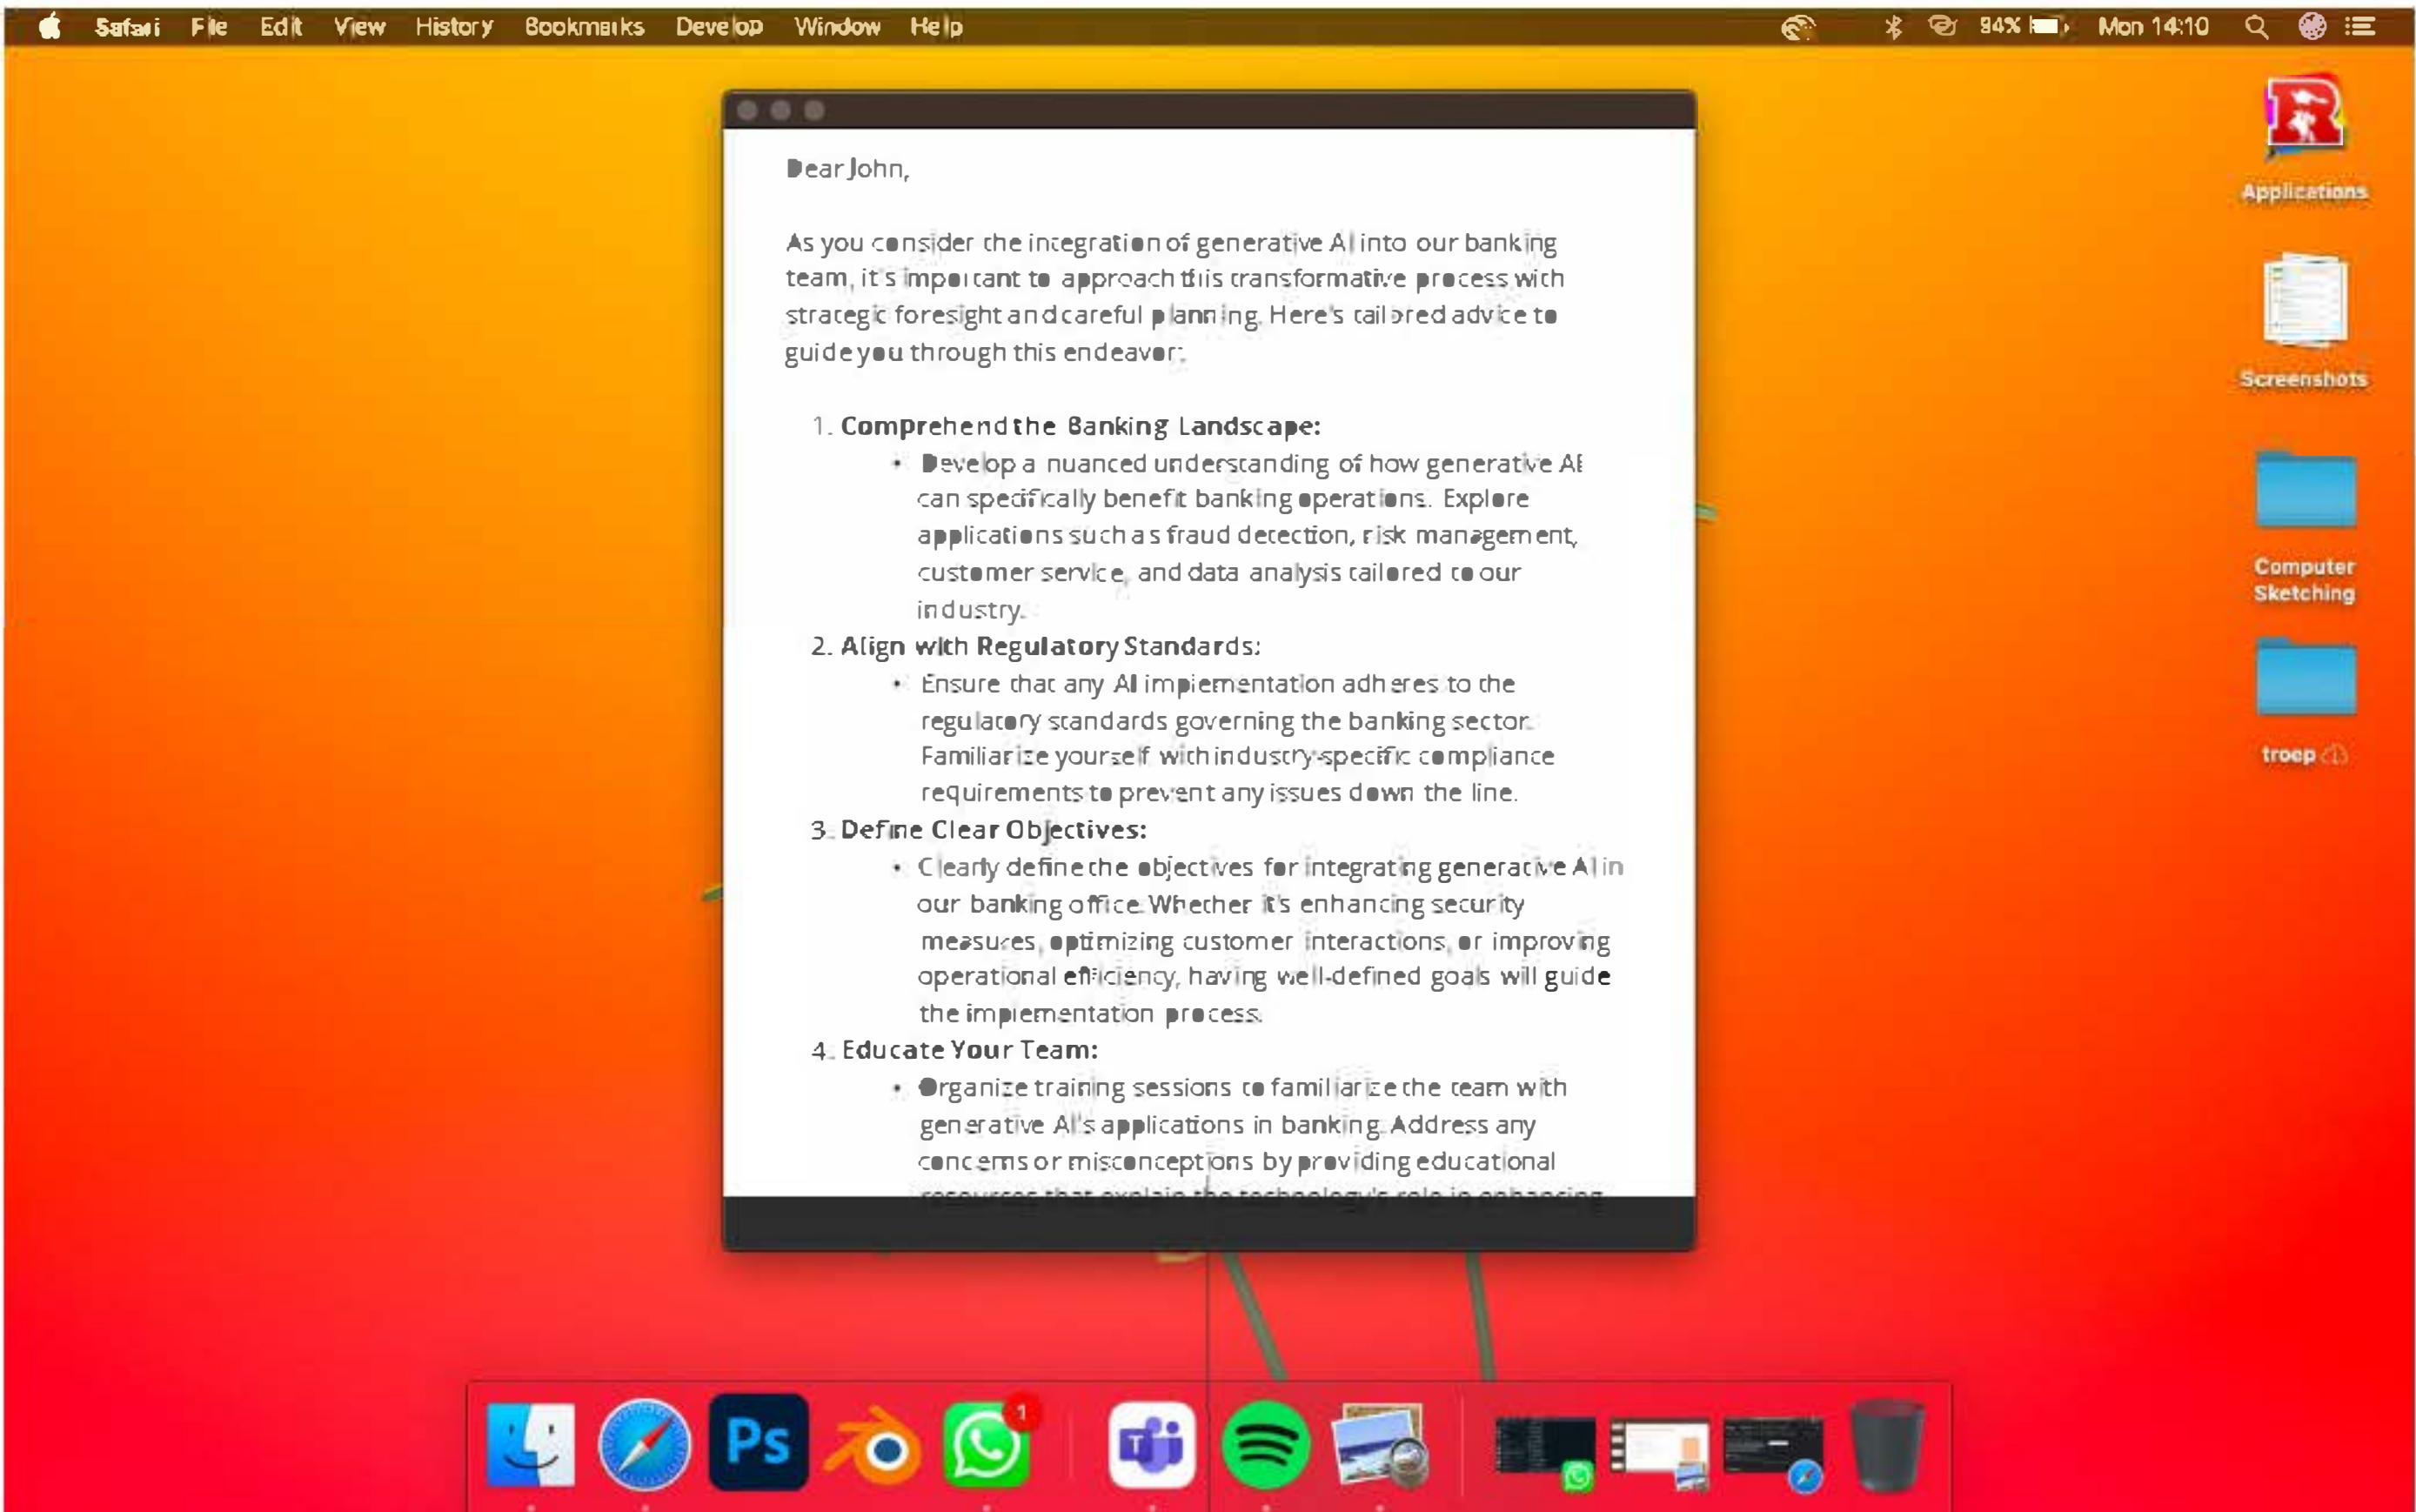 Safari File Edit View History Bookmarks Develop Window Help
94% Mon 14:10
Dear John,
As you consider the integration of generative AI into our banking
team, it's important to approach this transformative process with
strategic foresight and careful planning. Here's tailored advice to
guide you through this endeavor:
1. Comprehend the Banking Landscape:
• Develop a nuanced understanding of how generative AI
can specifically benefit banking operations. Explore
applications such as fraud detection, risk management,
customer service, and data analysis tailored to our
industry.
2. Align with Regulatory Standards:
• Ensure that any AI implementation adheres to the
regulatory standards governing the banking sector.
Familiarize yourself with industry-specific compliance
requirements to prevent any issues down the line.
3. Define Clear Objectives:
• Clearly define the objectives for integrating generative AI in
our banking office. Whether it's enhancing security
measures, optimizing customer interactions, or improving
operational efficiency, having well-defined goals will guide
the implementation process.
4. Educate Your Team:
• Organize training sessions to familiarize the team with
generative AI's applications in banking. Address any
concerns or misconceptions by providing educational
resources that explain the technology's role in enhancing
R
Applications
Screenshots
Computer
Sketching
troep
Ps
1
T